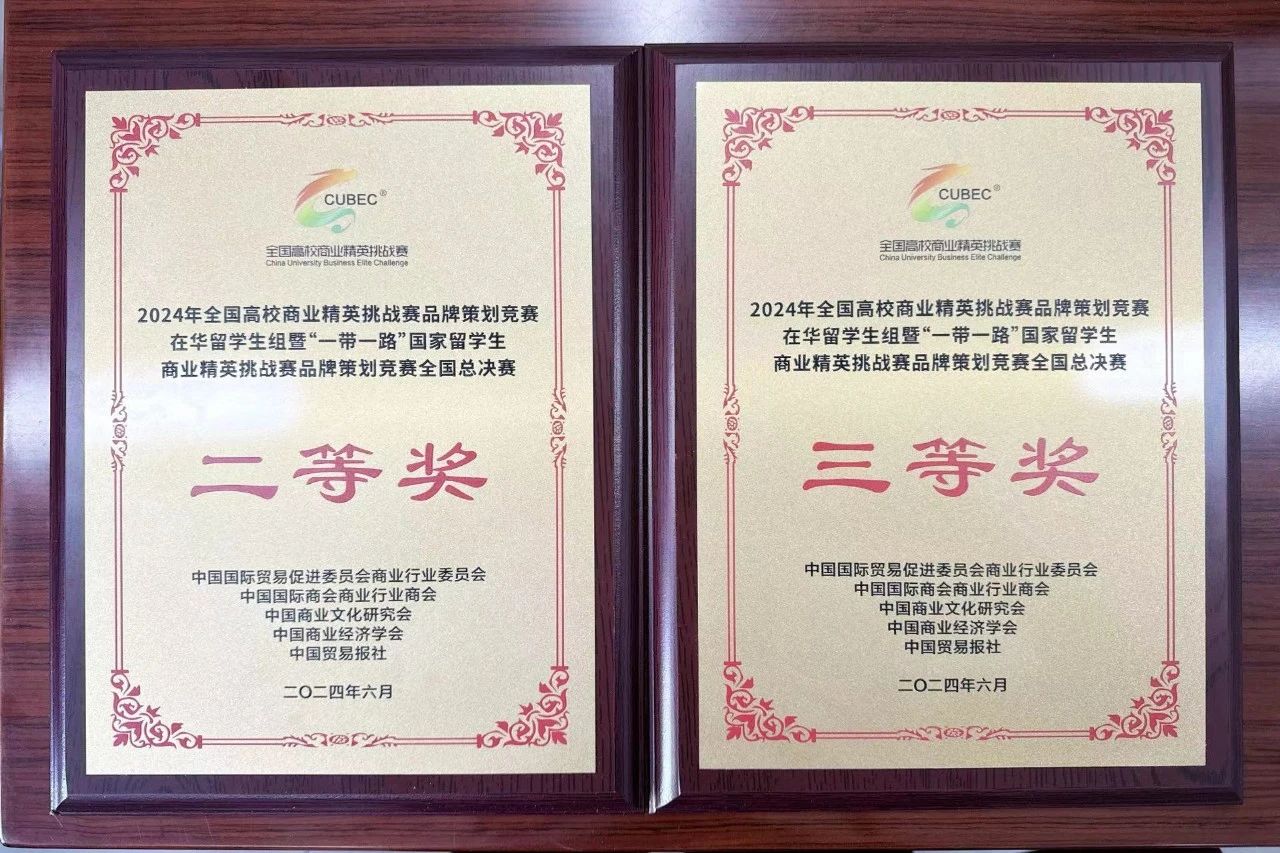 CUBEC®
全国高校商业精英挑战赛
China University Business Elite Challenge
2024年全国高校商业精英挑战赛品牌策划竞赛
在华留学生组暨“一带一路”国家留学生
商业精英挑战赛品牌策划竞赛全国总决赛
二等奖
中国国际贸易促进委员会商业行业委员会
中国国际商会商业行业商会
中国商业文化研究会
中国商业经济学会
中国贸易报社
二〇二四年六月
CUBEC®
全国高校商业精英挑战赛
China University Business Elite Challenge
2024年全国高校商业精英挑战赛品牌策划竞赛
在华留学生组暨“一带一路”国家留学生
商业精英挑战赛品牌策划竞赛全国总决赛
三等奖
中国国际贸易促进委员会商业行业委员会
中国国际商会商业行业商会
中国商业文化研究会
中国商业经济学会
中国贸易报社
二〇二四年六月